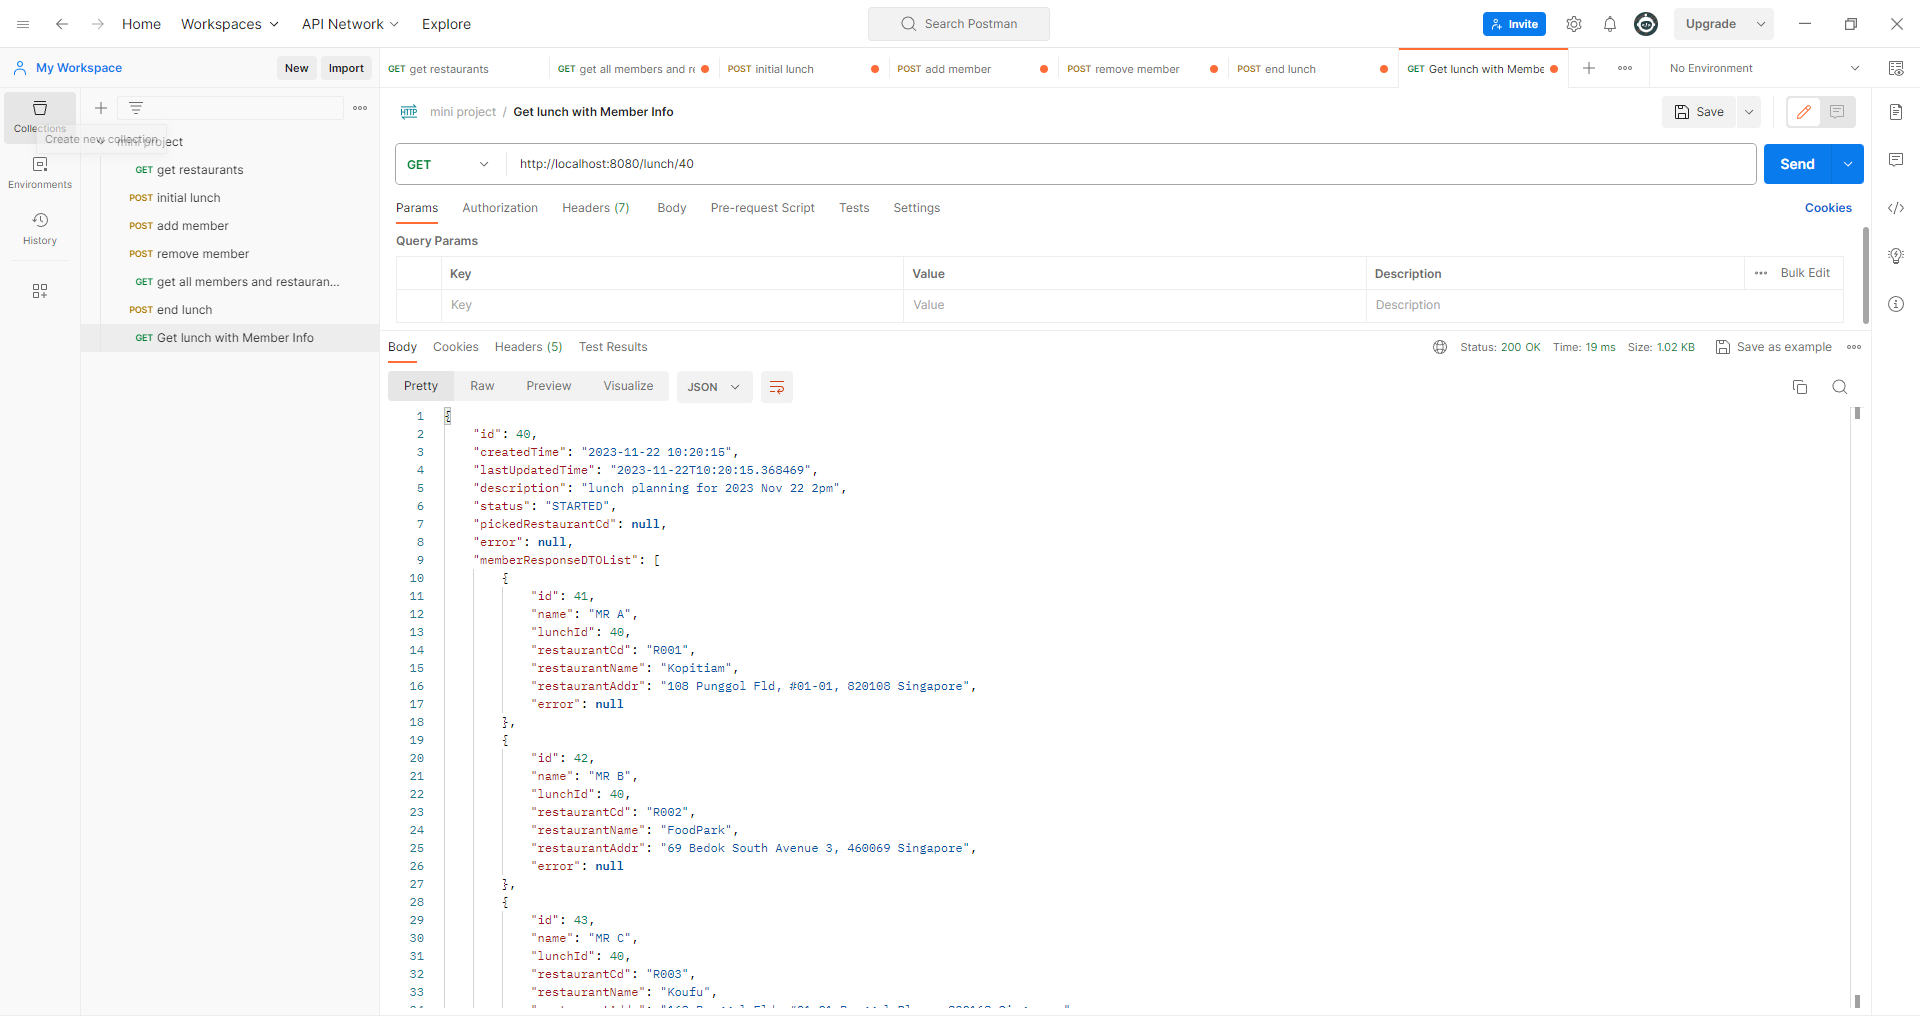 Home Workspaces API Network Explore Search Postman Invite Upgrade
My Workspace New Import
GET get restaurants GET get all members and re POST initial lunch POST add member POST remove member POST end lunch GET Get lunch with Membe No Environment
Collections
Create new collection
mini project
GET get restaurants
POST initial lunch
POST add member
POST remove member
GET get all members and restauran...
POST end lunch
GET Get lunch with Member Info
Environments
History
HTTP mini project / Get lunch with Member Info Save
GET http://localhost:8080/lunch/40 Send
Params Authorization Headers (7) Body Pre-request Script Tests Settings Cookies
Query Params
Key Value Description Bulk Edit
Key Value Description
Body Cookies Headers (5) Test Results Status: 200 OK Time: 19 ms Size: 1.02 KB Save as example
Pretty Raw Preview Visualize JSON
1 {
2 "id": 40,
3 "createdTime": "2023-11-22 10:20:15",
4 "lastUpdatedTime": "2023-11-22T10:20:15.368469",
5 "description": "lunch planning for 2023 Nov 22 2pm",
6 "status": "STARTED",
7 "pickedRestaurantCd": null,
8 "error": null,
9 "memberResponseDTOList": [
10 {
11 "id": 41,
12 "name": "MR A",
13 "lunchId": 40,
14 "restaurantCd": "R001",
15 "restaurantName": "Kopitiam",
16 "restaurantAddr": "108 Punggol Fld, #01-01, 820108 Singapore",
17 "error": null
18 },
19 {
20 "id": 42,
21 "name": "MR B",
22 "lunchId": 40,
23 "restaurantCd": "R002",
24 "restaurantName": "FoodPark",
25 "restaurantAddr": "69 Bedok South Avenue 3, 460069 Singapore",
26 "error": null
27 },
28 {
29 "id": 43,
30 "name": "MR C",
31 "lunchId": 40,
32 "restaurantCd": "R003",
33 "restaurantName": "Koufu",